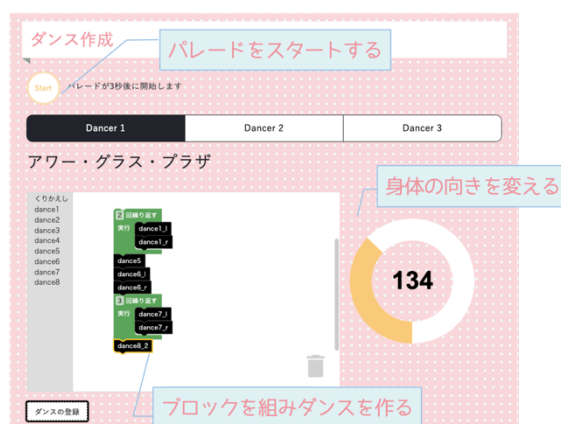 ダンス作成
パレードをスタートする
Start
パレードが3秒後に開始します
Dancer 1
Dancer 2
Dancer 3
アワー・グラス・プラザ
身体の向きを変える
くりかえし
dance1
dance2
dance3
dance4
dance5
dance6
dance7
dance8
2 回繰り返す
実行 dance1_l
dance1_r
dance5
dance6_l
dance6_r
3 回繰り返す
実行 dance7_l
dance7_r
dance8_2
134
ブロックを組みダンスを作る
ダンスの登録